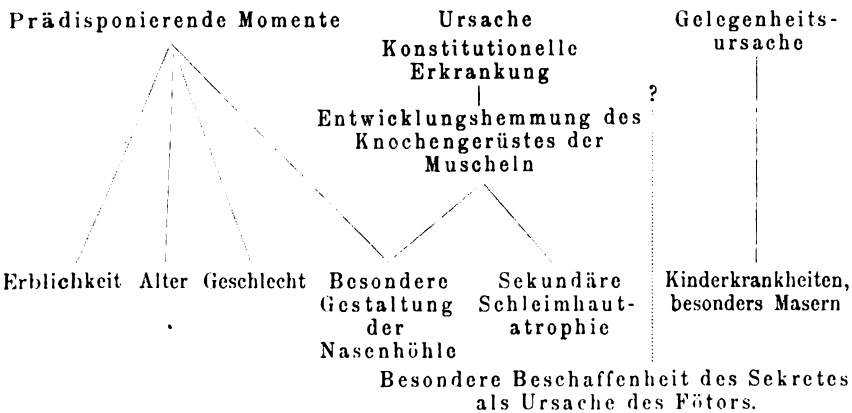 Prädisponierende Momente
Ursache
Konstitutionelle
Erkrankung
Gelegenheits-
ursache
?
Entwicklungshemmung des
Knochengerüstes der
Muscheln
Erblichkeit
Alter
Geschlecht
Besondere
Gestaltung
der
Nasenhöhle
Sekundäre
Schleimhaut-
atrophie
Kinderkrankheiten,
besonders Masern
Besondere Beschaffenheit des Sekretes
als Ursache des Fötors.